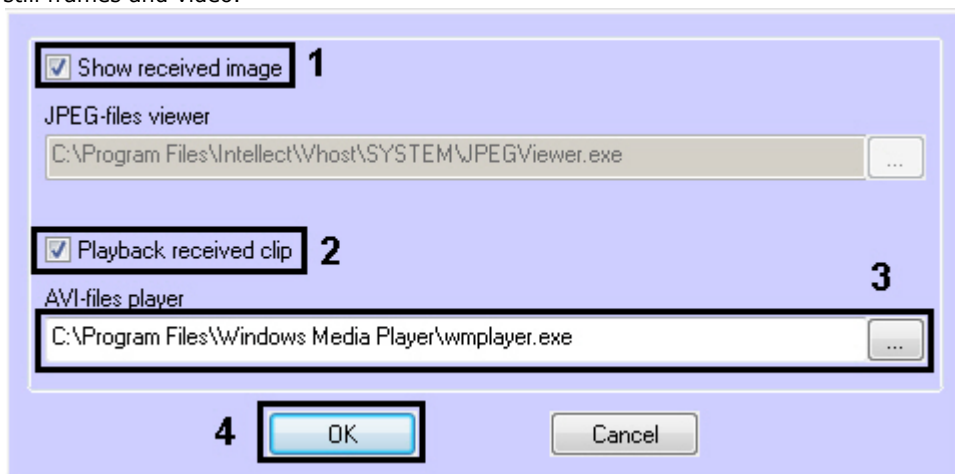 still frames and video.
Show received image 1
JPEG-files viewer
C:\Program Files\Intellect\Vhost\SYSTEM\JPEGViewer.exe ...
Playback received clip 2
3
AVI-files player
C:\Program Files\Windows Media Player\wmplayer.exe ...
4 OK Cancel